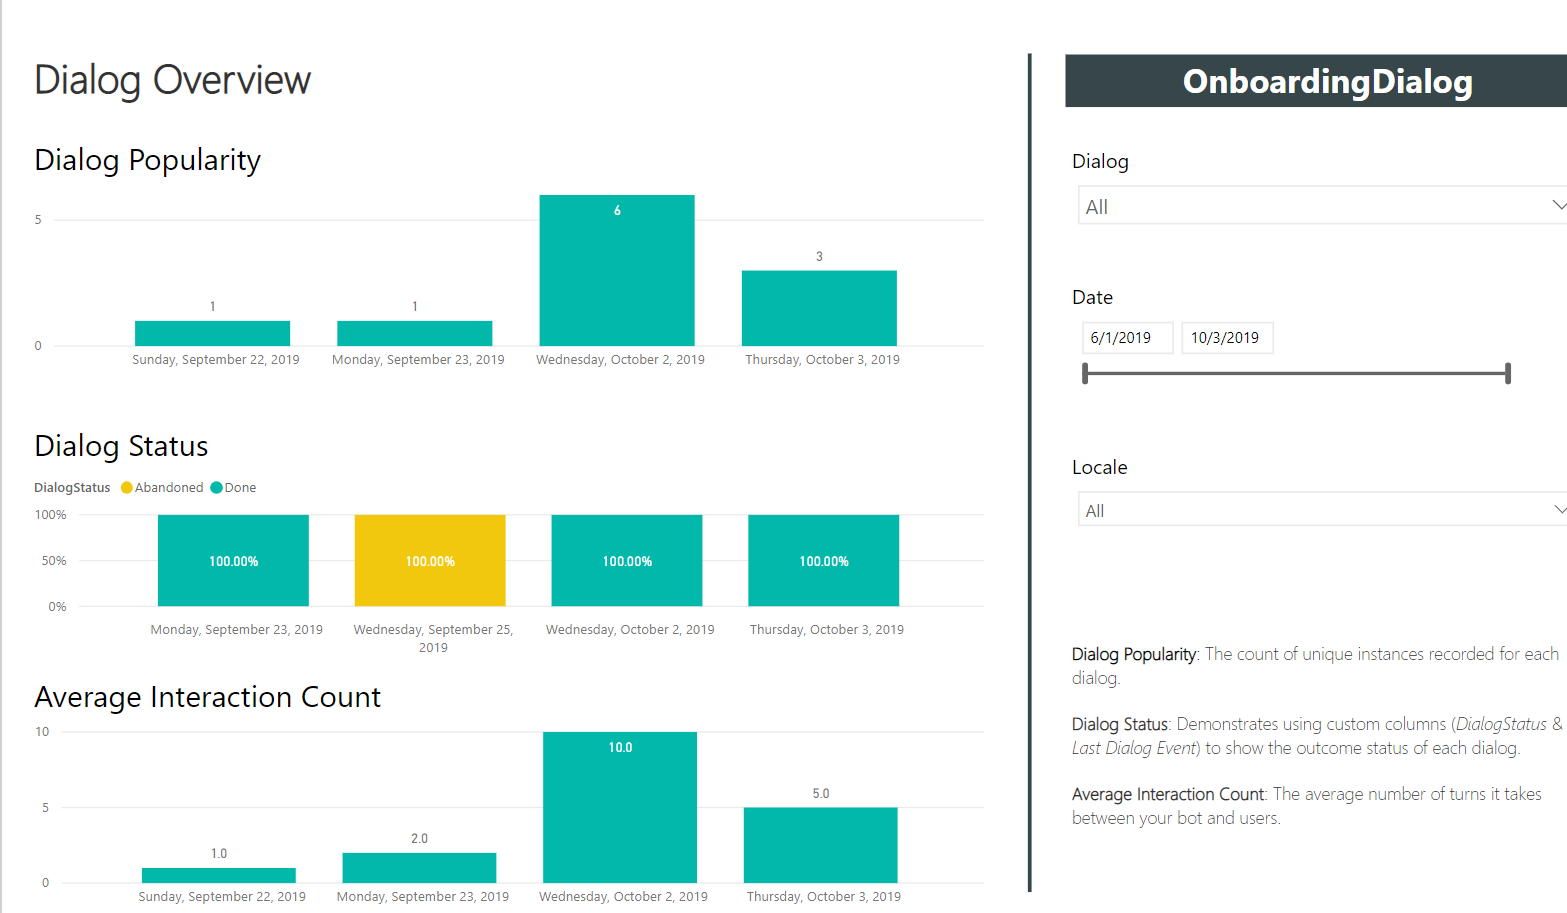 Dialog Overview
Dialog Popularity
5
0
6
3
1
1
Sunday, September 22, 2019
Monday, September 23, 2019
Wednesday, October 2, 2019
Thursday, October 3, 2019
Dialog Status
DialogStatus Abandoned Done
100%
50%
0%
100.00%
100.00%
100.00%
100.00%
Monday, September 23, 2019
Wednesday, September 25,
2019
Wednesday, October 2, 2019
Thursday, October 3, 2019
Average Interaction Count
10
5
0
1.0
2.0
10.0
5.0
Sunday, September 22, 2019
Monday, September 23, 2019
Wednesday, October 2, 2019
Thursday, October 3, 2019
OnboardingDialog
Dialog
All
Date
6/1/2019
10/3/2019
Locale
All
Dialog Popularity: The count of unique instances recorded for each
dialog.
Dialog Status: Demonstrates using custom columns (DialogStatus &
Last Dialog Event) to show the outcome status of each dialog.
Average Interaction Count: The average number of turns it takes
between your bot and users.